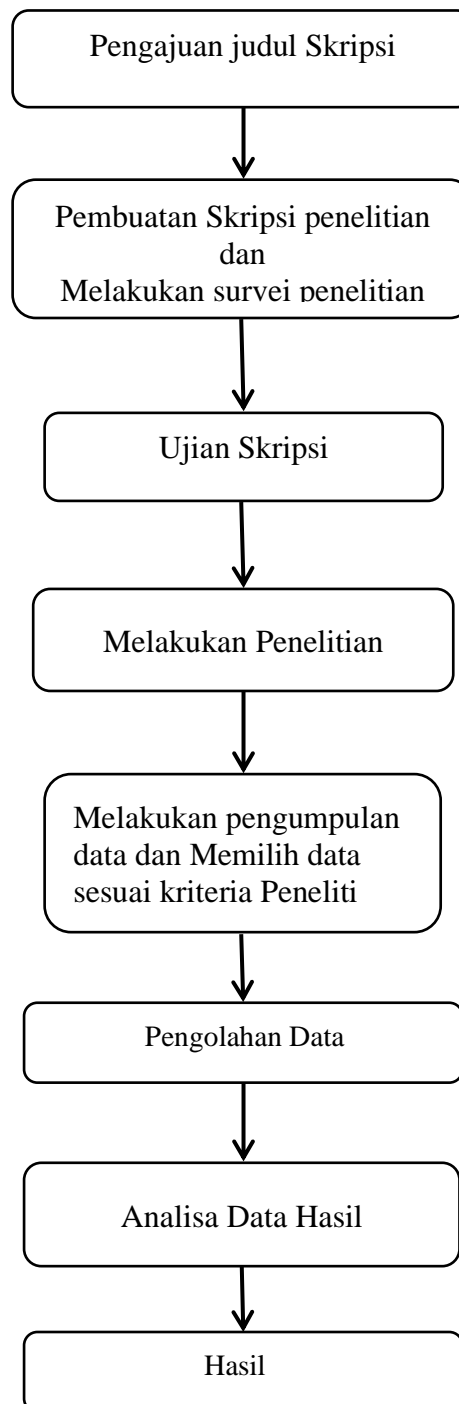 Pengajuan judul Skripsi
Pembuatan Skripsi penelitian
dan
Melakukan survei penelitian
Ujian Skripsi
Melakukan Penelitian
Melakukan pengumpulan
data dan Memilih data
sesuai kriteria Peneliti
Pengolahan Data
Analisa Data Hasil
Hasil